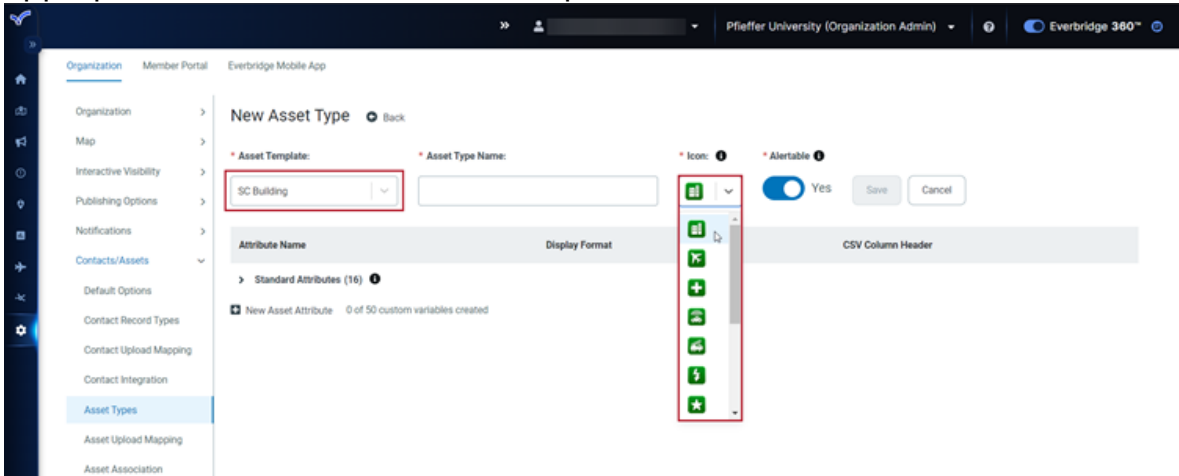 Pfieffer University (Organization Admin)
Everbridge 360™
Organization Member Portal Everbridge Mobile App
Organization
Map
Interactive Visibility
Publishing Options
Notifications
Contacts/Assets
Default Options
Contact Record Types
Contact Upload Mapping
Contact Integration
Asset Types
Asset Upload Mapping
Asset Association
New Asset Type Back
* Asset Template: * Asset Type Name: * Icon: * Alertable
SC Building Yes Save Cancel
Attribute Name Display Format CSV Column Header
Standard Attributes (16)
New Asset Attribute 0 of 50 custom variables created